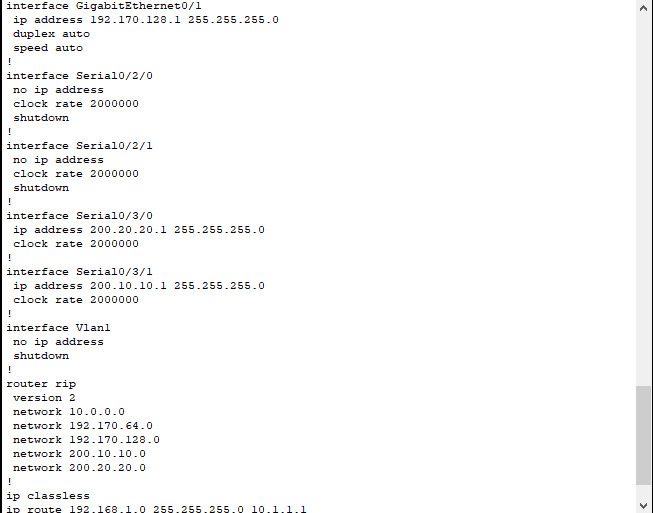 interface GigabitEthernet0/1
ip address 192.170.128.1 255.255.255.0
duplex auto
speed auto
!
interface Serial0/2/0
no ip address
clock rate 2000000
shutdown
!
interface Serial0/2/1
no ip address
clock rate 2000000
shutdown
!
interface Serial0/3/0
ip address 200.20.20.1 255.255.255.0
clock rate 2000000
!
interface Serial0/3/1
ip address 200.10.10.1 255.255.255.0
clock rate 2000000
!
interface Vlan1
no ip address
shutdown
!
router rip
version 2
network 10.0.0.0
network 192.170.64.0
network 192.170.128.0
network 200.10.10.0
network 200.20.20.0
!
ip classless
ip route 192.168.1.0 255.255.255.0 10.1.1.1